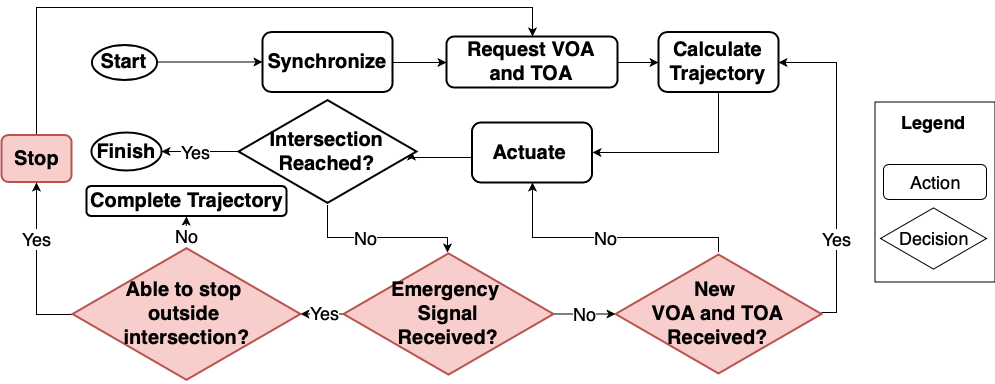 Start
Synchronize
Request VOA
and TOA
Calculate
Trajectory
Stop
Finish
Yes
Intersection
Reached?
Actuate
Legend
Action
Decision
Complete Trajectory
Yes
No
No
No
Yes
Able to stop
outside
intersection?
Yes
Emergency
Signal
Received?
No
New
VOA and TOA
Received?